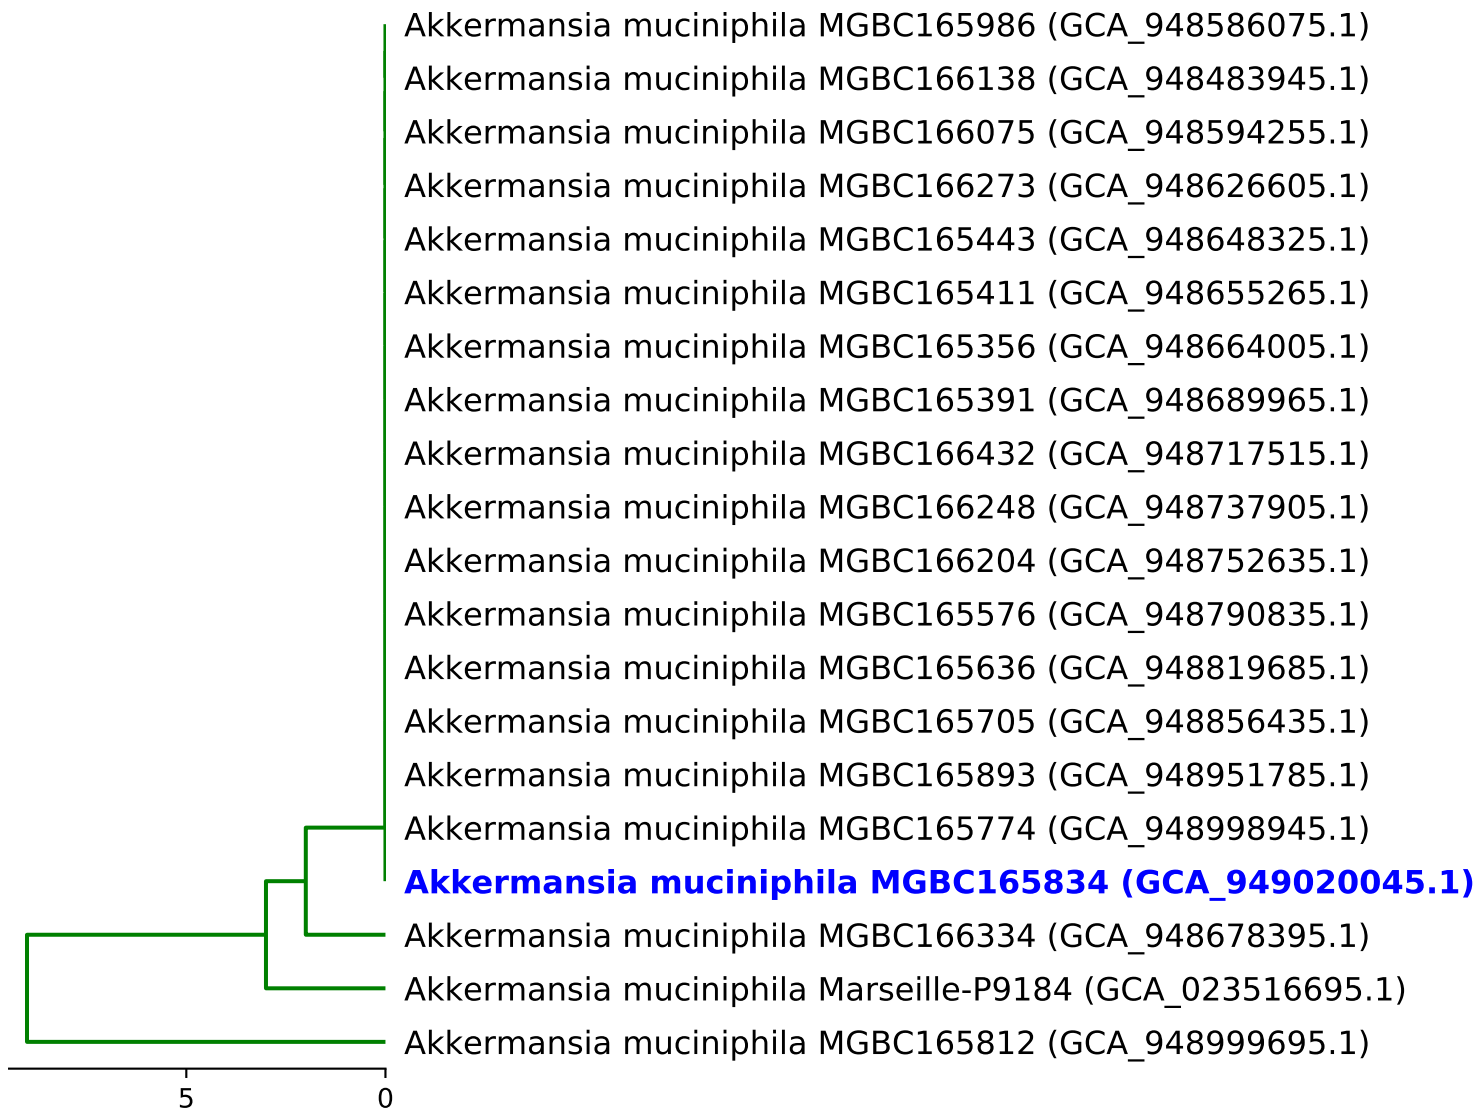 Akkermansia muciniphila MGBC165986 (GCA_948586075.1)
Akkermansia muciniphila MGBC166138 (GCA_948483945.1)
Akkermansia muciniphila MGBC166075 (GCA_948594255.1)
Akkermansia muciniphila MGBC166273 (GCA_948626605.1)
Akkermansia muciniphila MGBC165443 (GCA_948648325.1)
Akkermansia muciniphila MGBC165411 (GCA_948655265.1)
Akkermansia muciniphila MGBC165356 (GCA_948664005.1)
Akkermansia muciniphila MGBC165391 (GCA_948689965.1)
Akkermansia muciniphila MGBC166432 (GCA_948717515.1)
Akkermansia muciniphila MGBC166248 (GCA_948737905.1)
Akkermansia muciniphila MGBC166204 (GCA_948752635.1)
Akkermansia muciniphila MGBC165576 (GCA_948790835.1)
Akkermansia muciniphila MGBC165636 (GCA_948819685.1)
Akkermansia muciniphila MGBC165705 (GCA_948856435.1)
Akkermansia muciniphila MGBC165893 (GCA_948951785.1)
Akkermansia muciniphila MGBC165774 (GCA_948998945.1)
Akkermansia muciniphila MGBC165834 (GCA_949020045.1)
Akkermansia muciniphila MGBC166334 (GCA_948678395.1)
Akkermansia muciniphila Marseille-P9184 (GCA_023516695.1)
Akkermansia muciniphila MGBC165812 (GCA_948999695.1)
5 0